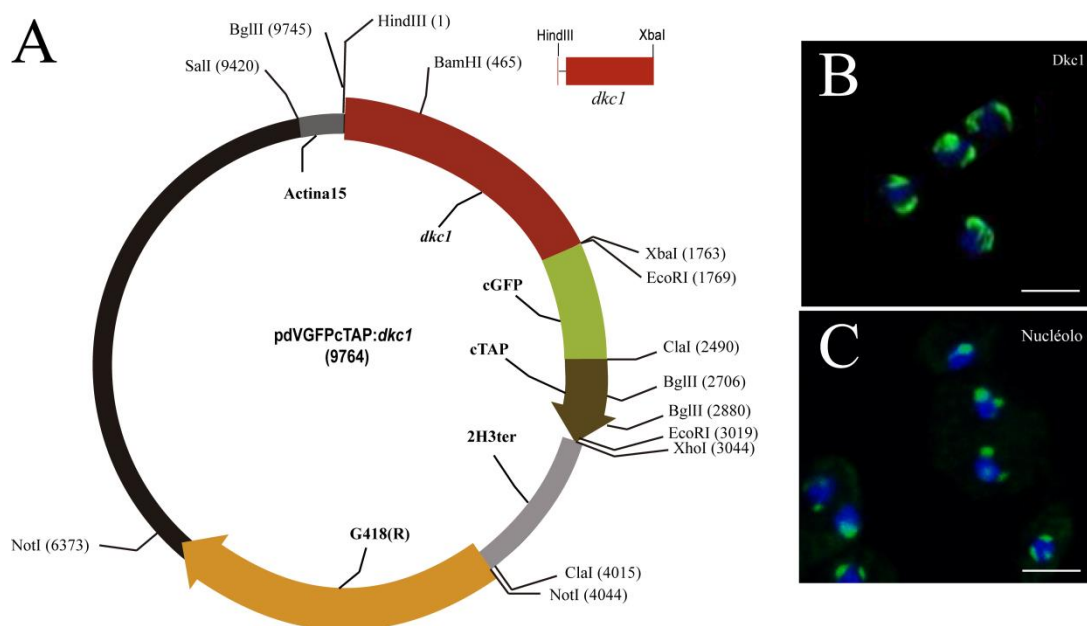 A
HindIII (1)
BglII (9745)
SalI (9420)
BamHI (465)
HindIII
XbaI
dkc1
Actina15
dkc1
XbaI (1763)
EcoRI (1769)
cGFP
cTAP
pdVGFPcTAP:dkc1
(9764)
ClaI (2490)
BglII (2706)
BglII (2880)
EcoRI (3019)
XhoI (3044)
2H3ter
G418(R)
NotI (6373)
ClaI (4015)
NotI (4044)
B
Dkc1
C
Nucléolo